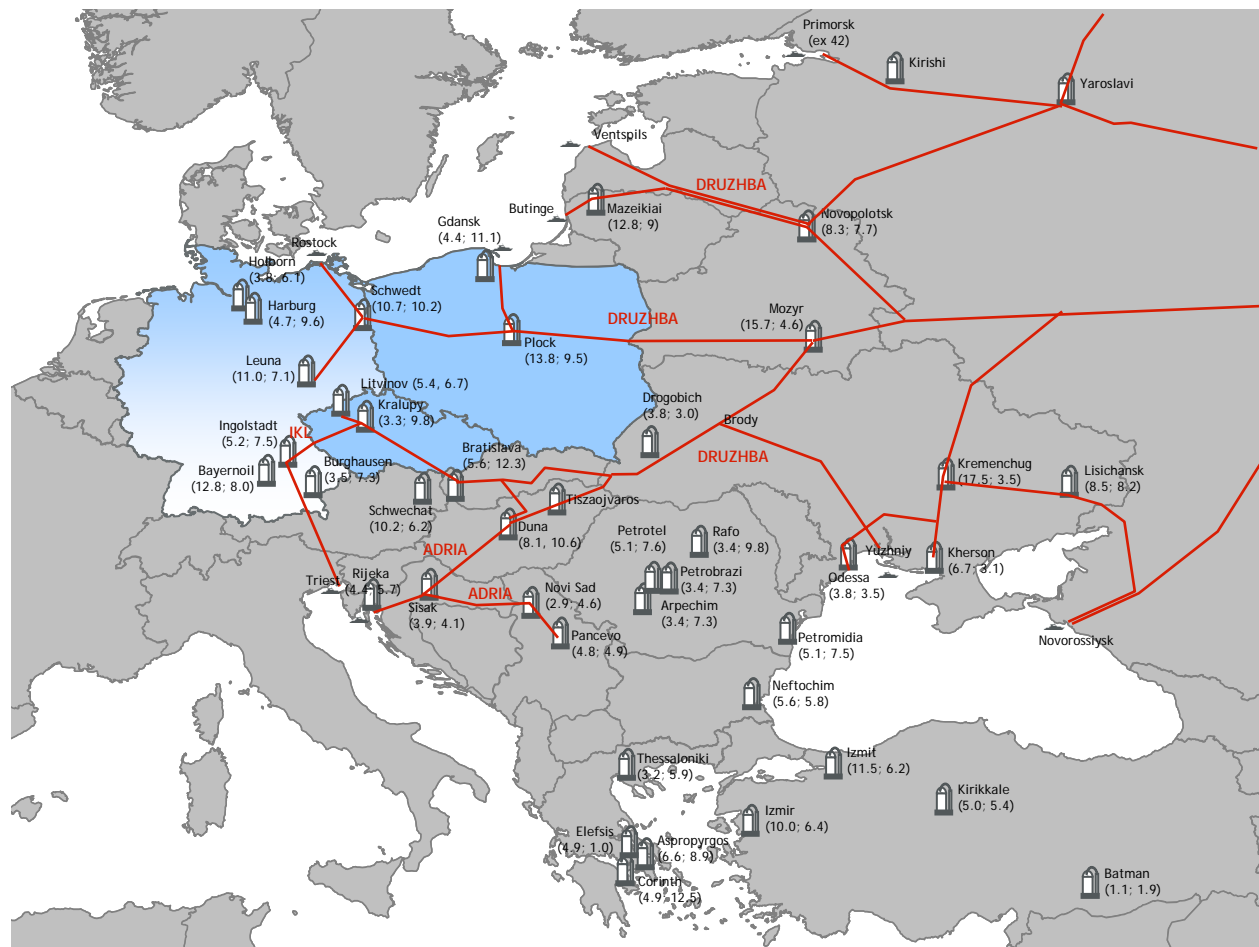 Primorsk
(ex 42)
Kirishi
Yaroslavi
Ventspils
DRUZHBA
Butinge
Mazeikiai
(12.8; 9)
Novopolotsk
(8.3; 7.7)
Gdansk
(4.4; 11.1)
Rostock
Holborn
(3.8; 6.1)
Harburg
(4.7; 9.6)
Schwedt
(10.7; 10.2)
DRUZHBA
Plock
(13.8; 9.5)
Mozyr
(15.7; 4.6)
Leuna
(11.0; 7.1)
Litvinov (5.4, 6.7)
Kralupy
(3.3; 9.8)
Drogobich
(3.8; 3.0)
Brody
Ingolstadt
(5.2; 7.5)
IKL
Bayernoil
(12.8; 8.0)
Burghausen
(3.5; 7.3)
Bratislava
(5.6; 12.3)
DRUZHBA
Kremenchug
(17.5; 3.5)
Lisichansk
(8.5; 8.2)
Schwechat
(10.2; 6.2)
Tiszaojvaros
Duna
(8.1, 10.6)
Petrotel
(5.1; 7.6)
Rafo
(3.4; 9.8)
ADRIA
Yuzhniy
Kherson
(6.7; 3.1)
Odessa
(3.8; 3.5)
Triest
Rijeka
(4.4; 5.7)
Sisak
(3.9; 4.1)
ADRIA
Novi Sad
(2.9; 4.6)
Petrobrazi
(3.4; 7.3)
Arpechim
(3.4; 7.3)
Pancevo
(4.8; 4.9)
Petromidia
(5.1; 7.5)
Novorossiysk
Neftochim
(5.6; 5.8)
Thessaloniki
(3.2; 5.9)
Izmit
(11.5; 6.2)
Kirikkale
(5.0; 5.4)
Izmir
(10.0; 6.4)
Elefsis
(4.9; 1.0)
Aspropyrgos
(6.6; 8.9)
Corinth
(4.9; 12.5)
Batman
(1.1; 1.9)